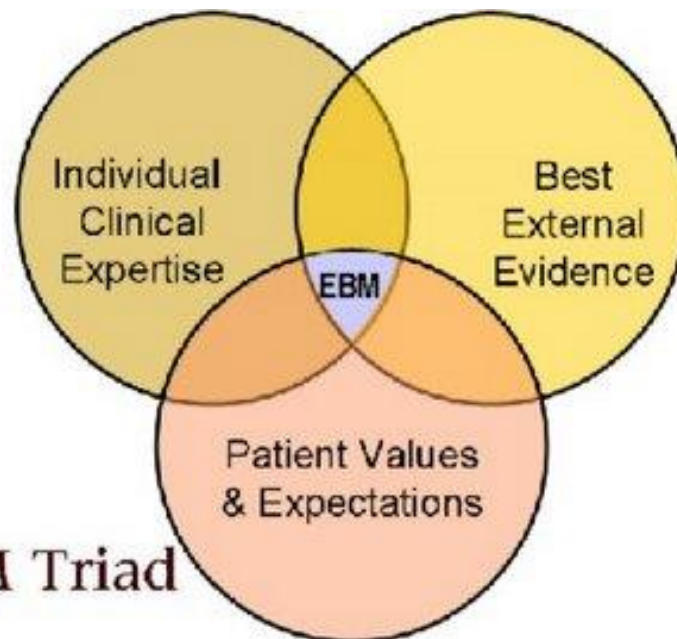 Individual
Clinical
Expertise
Best
External
Evidence
EBM
Patient Values
& Expectations
Triad